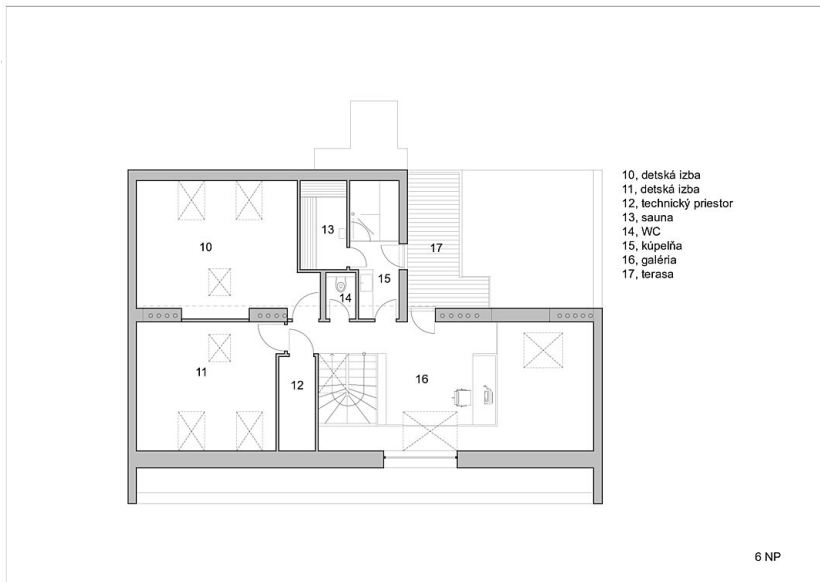 10
13
17
15
14
11
12
16
10, detská izba
11, detská izba
12, technický priestor
13, sauna
14, WC
15, kúpelňa
16, galéria
17, terasa
6 NP